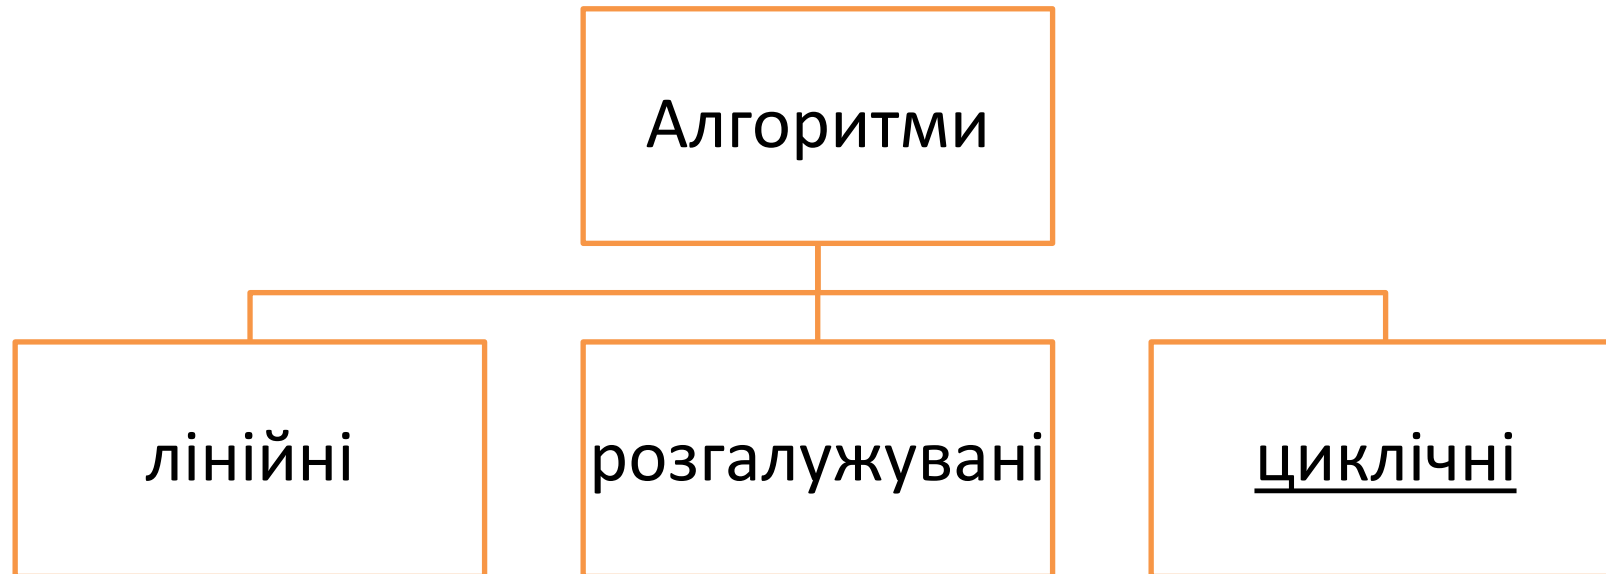 Алгоритми
лінійні
розгалужувані
циклічні